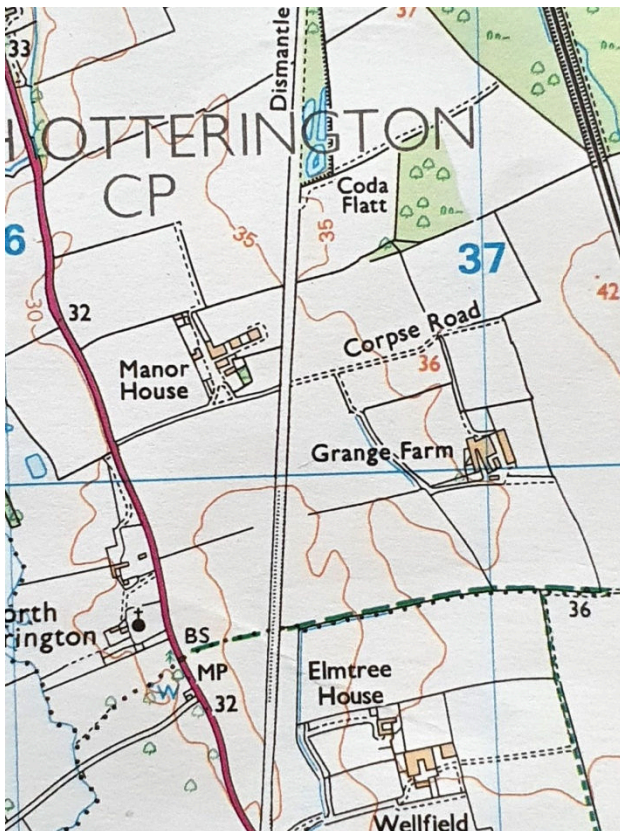 37
33
Dismantle
H OTTERINGTON
CP
Coda
Flatt
6
35
35
37
30
32
42
Corpse Road
36
Manor
House
Grange Farm
orth
rington
BS
MP
32
36
Elmtree
House
W
Wellfield